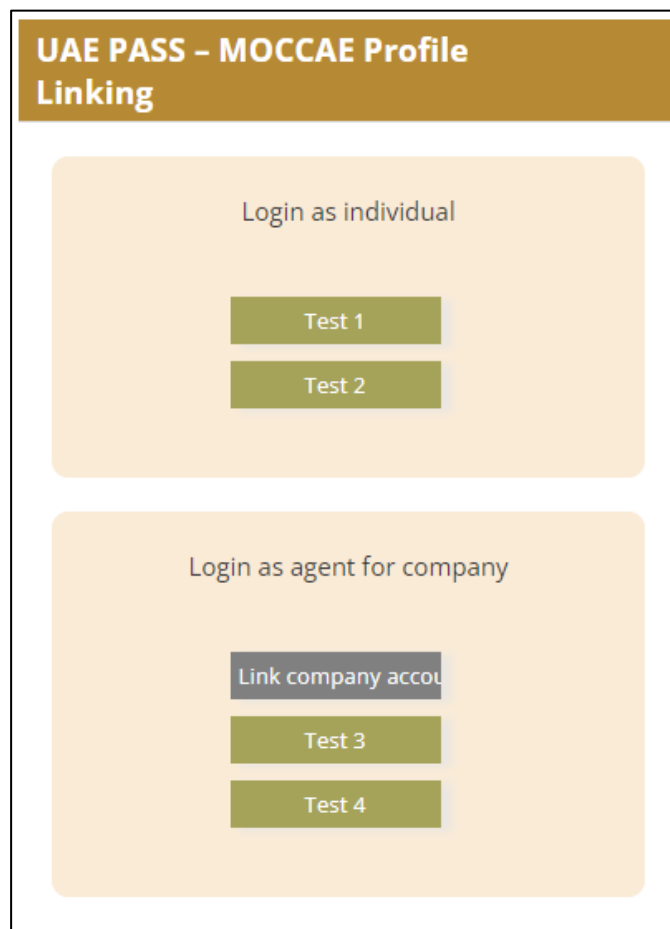 UAE PASS – MOCCAE Profile
Linking
Login as individual
Test 1
Test 2
Login as agent for company
Link company accou
Test 3
Test 4